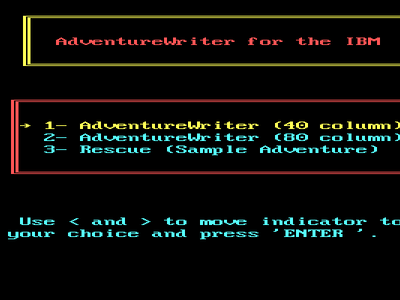 AdventureWriter for the IBM
→ 1- AdventureWriter (40 column)
2- AdventureWriter (80 column)
3- Rescue (Sample Adventure)
Use < and > to move indicator to
your choice and press 'ENTER '.